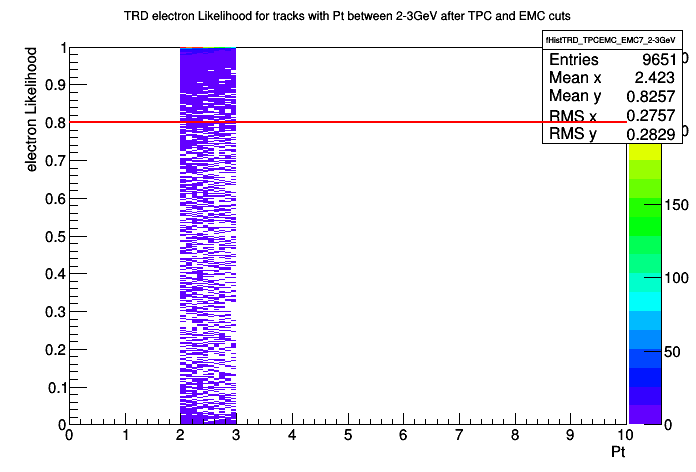 TRD electron Likelihood for tracks with Pt between 2-3GeV after TPC and EMC cuts
fHistTRD_TPCEMC_EMC7_2-3GeV
Entries 9651
Mean x 2.423
Mean y 0.8257
RMS x 0.2757
RMS y 0.2829
electron Likelihood
1
0.9
0.8
0.7
0.6
0.5
0.4
0.3
0.2
0.1
0
0 1 2 3 4 5 6 7 8 9 10
Pt
150
100
50
0